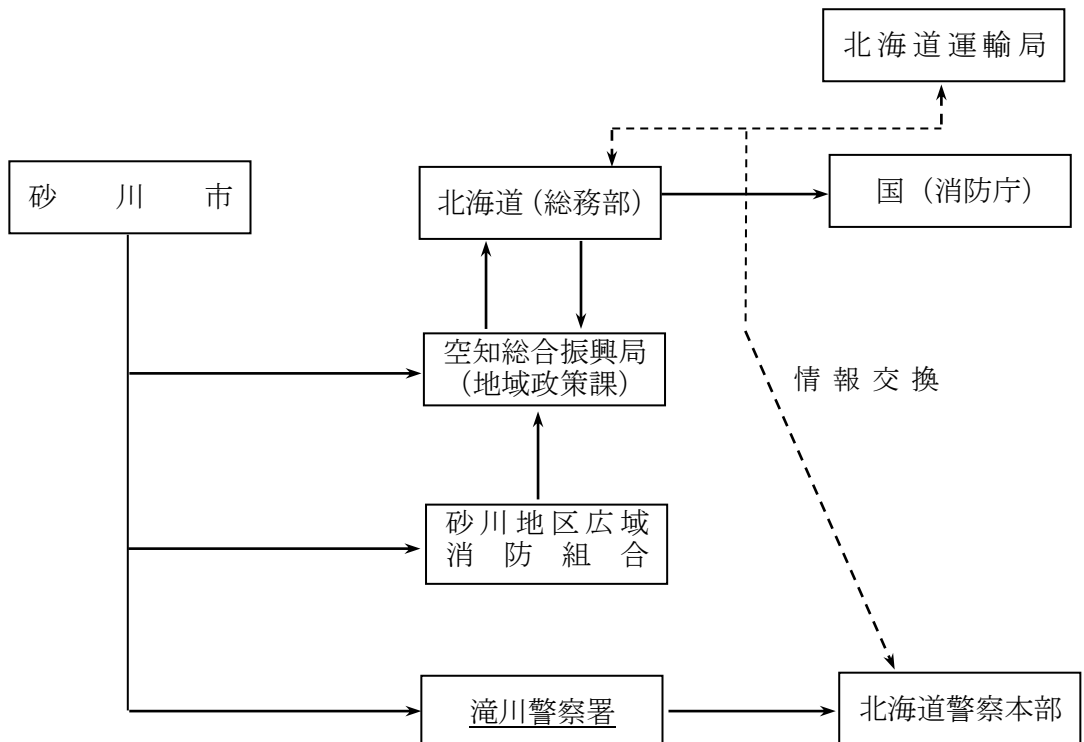 北海道運輸局
砂川市
北海道（総務部）
国（消防庁）
空知総合振興局
（地域政策課）
情報交換
砂川地区広域
消防組合
滝川警察署
北海道警察本部